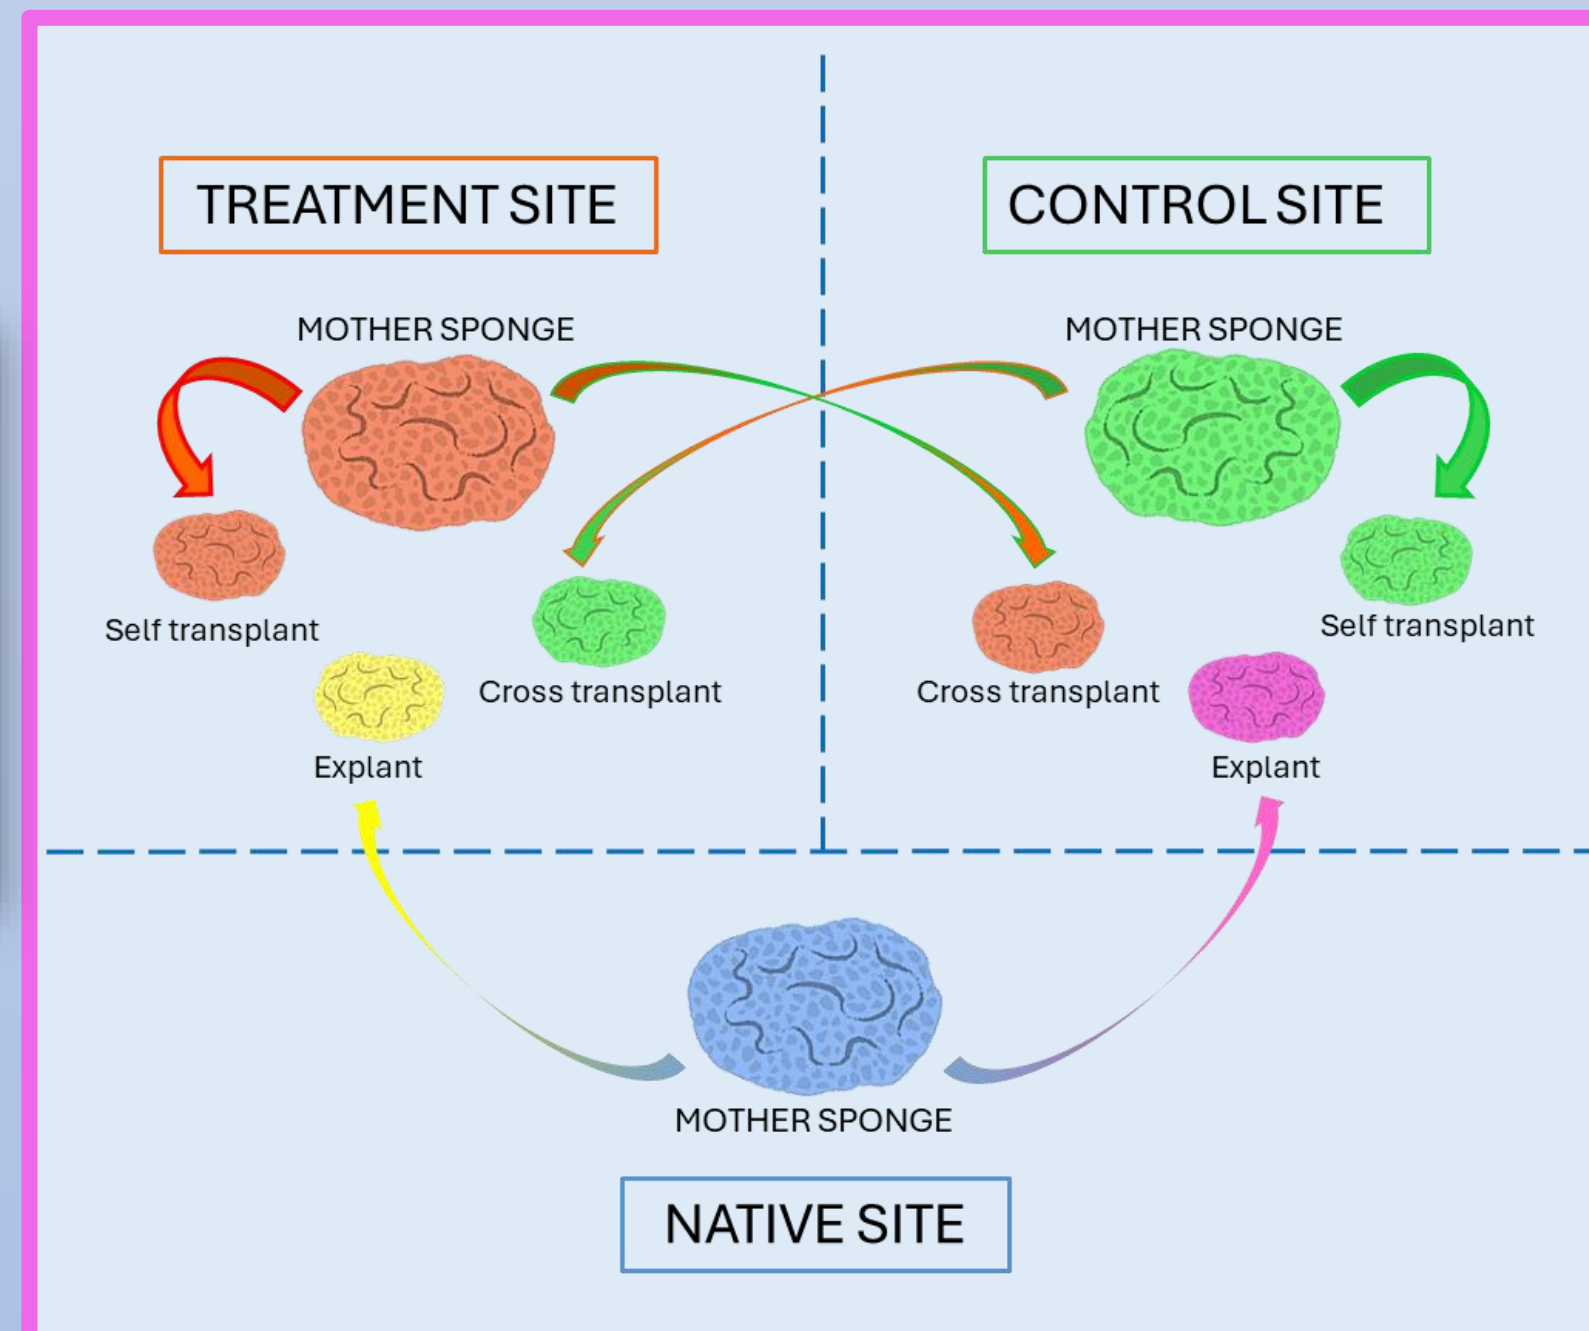 TREATMENT SITE
CONTROL SITE
MOTHER SPONGE
MOTHER SPONGE
Self transplant
Self transplant
Cross transplant
Cross transplant
Explant
Explant
MOTHER SPONGE
NATIVE SITE